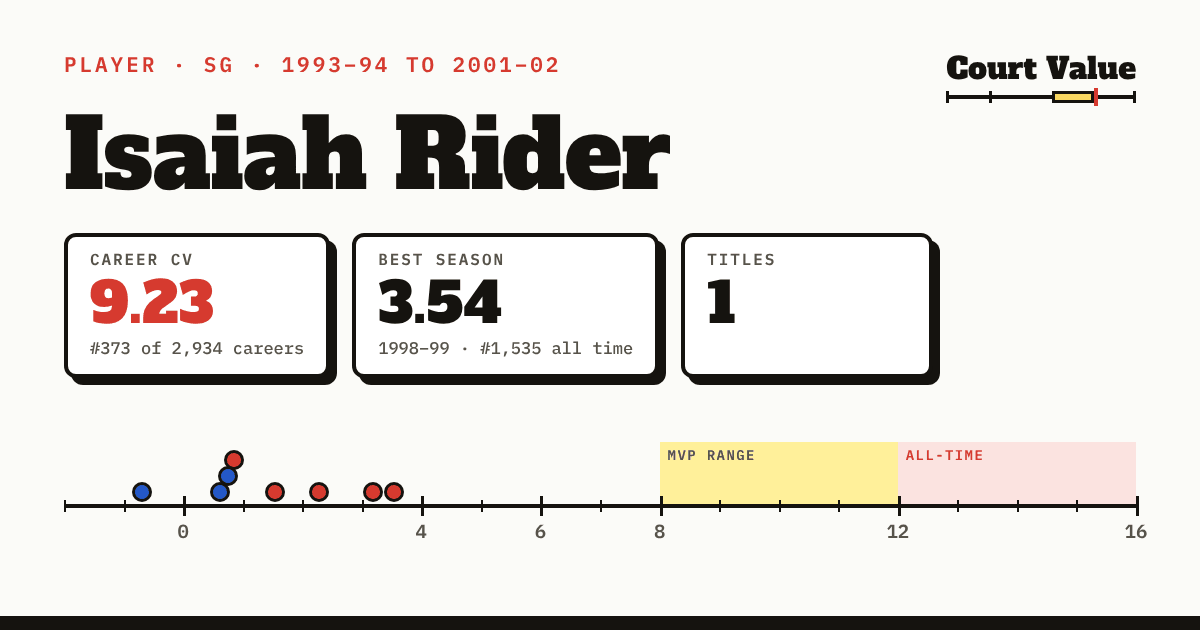 PLAYER · SG · 1993–94 TO 2001–02
Court Value
Isaiah Rider
CAREER CV
9.23
#373 of 2,934 careers
BEST SEASON
3.54
1998–99 · #1,535 all time
TITLES
1
MVP RANGE
ALL-TIME
0 4 6 8 12 16